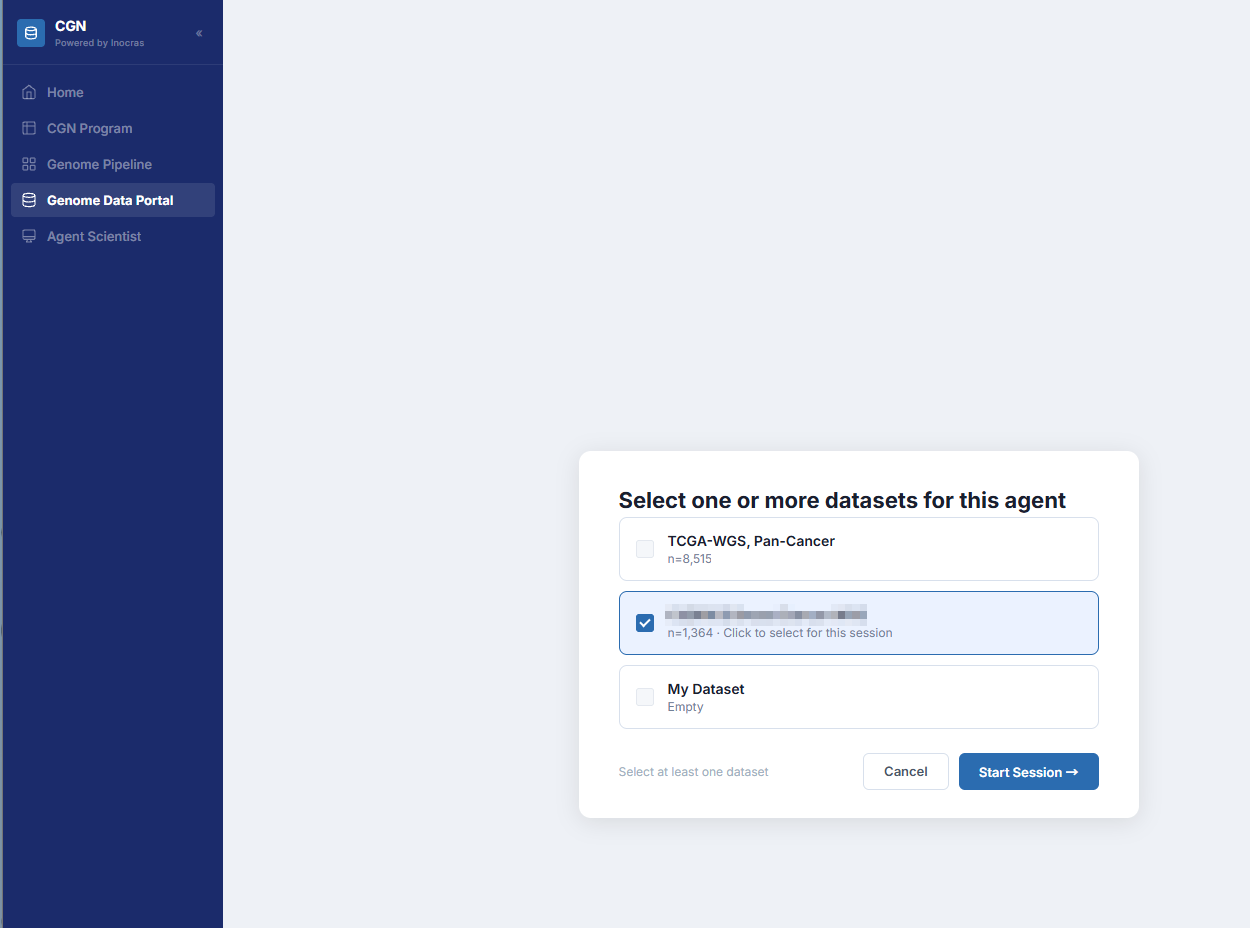 CGN
Powered by Inocras
«
Home
CGN Program
Genome Pipeline
Genome Data Portal
Agent Scientist
Select one or more datasets for this agent
TCGA-WGS, Pan-Cancer
n=8,515
n=1,364 · Click to select for this session
My Dataset
Empty
Select at least one dataset
Cancel
Start Session →